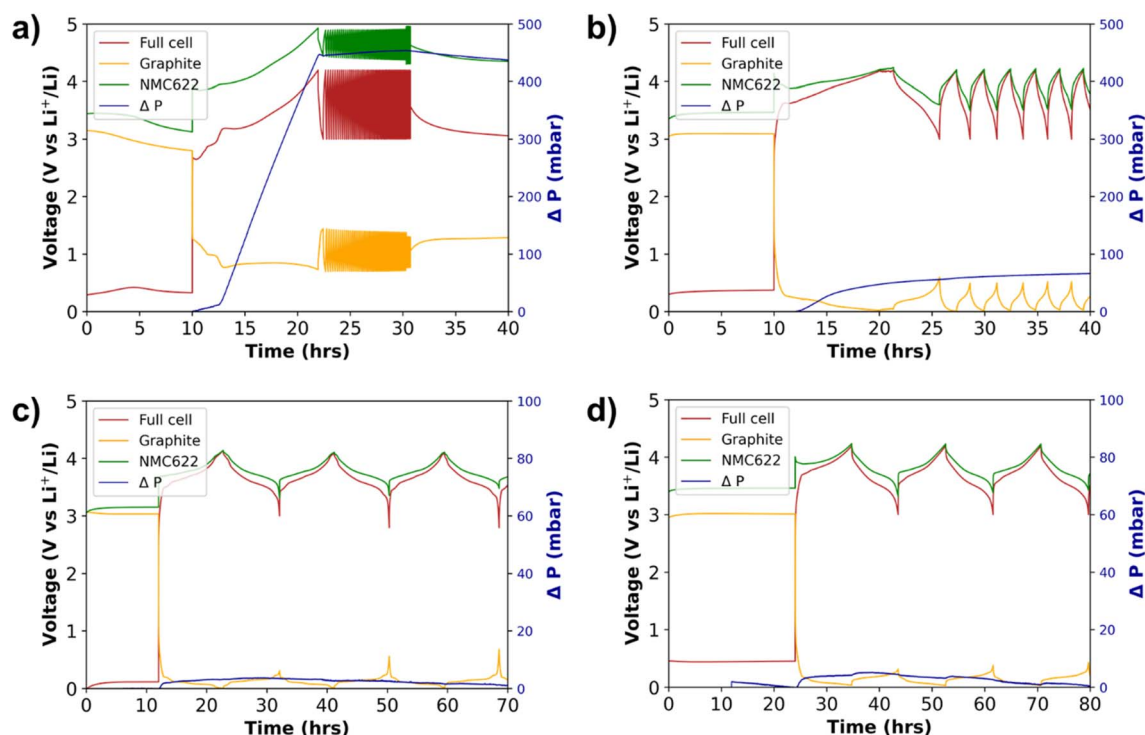 a)
Voltage (V vs Li⁺/Li)
5
4
3
2
1
0
Full cell
Graphite
NMC622
Δ P
500
400
300
200
100
0
Δ P (mbar)
0 5 10 15 20 25 30 35 40
Time (hrs)
b)
Voltage (V vs Li⁺/Li)
5
4
3
2
1
0
Full cell
Graphite
NMC622
Δ P
500
400
300
200
100
0
Δ P (mbar)
0 5 10 15 20 25 30 35 40
Time (hrs)
c)
Voltage (V vs Li⁺/Li)
5
4
3
2
1
0
Full cell
Graphite
NMC622
Δ P
100
80
60
40
20
0
Δ P (mbar)
0 10 20 30 40 50 60 70
Time (hrs)
d)
Voltage (V vs Li⁺/Li)
5
4
3
2
1
0
Full cell
Graphite
NMC622
Δ P
100
80
60
40
20
0
Δ P (mbar)
0 10 20 30 40 50 60 70 80
Time (hrs)